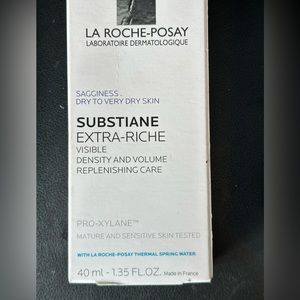 LA ROCHE-POSAY
LABORATOIRE DERMATOLOGIQUE
SAGGINESS
DRY TO VERY DRY SKIN
SUBSTIANE
EXTRA-RICHE
VISIBLE
DENSITY AND VOLUME
REPLENISHING CARE
PRO-XYLANE™
MATURE AND SENSITIVE SKIN TESTED
WITH LA ROCHE-POSAY THERMAL SPRING WATER
40 ml - 1.35 FL.OZ. Made in France